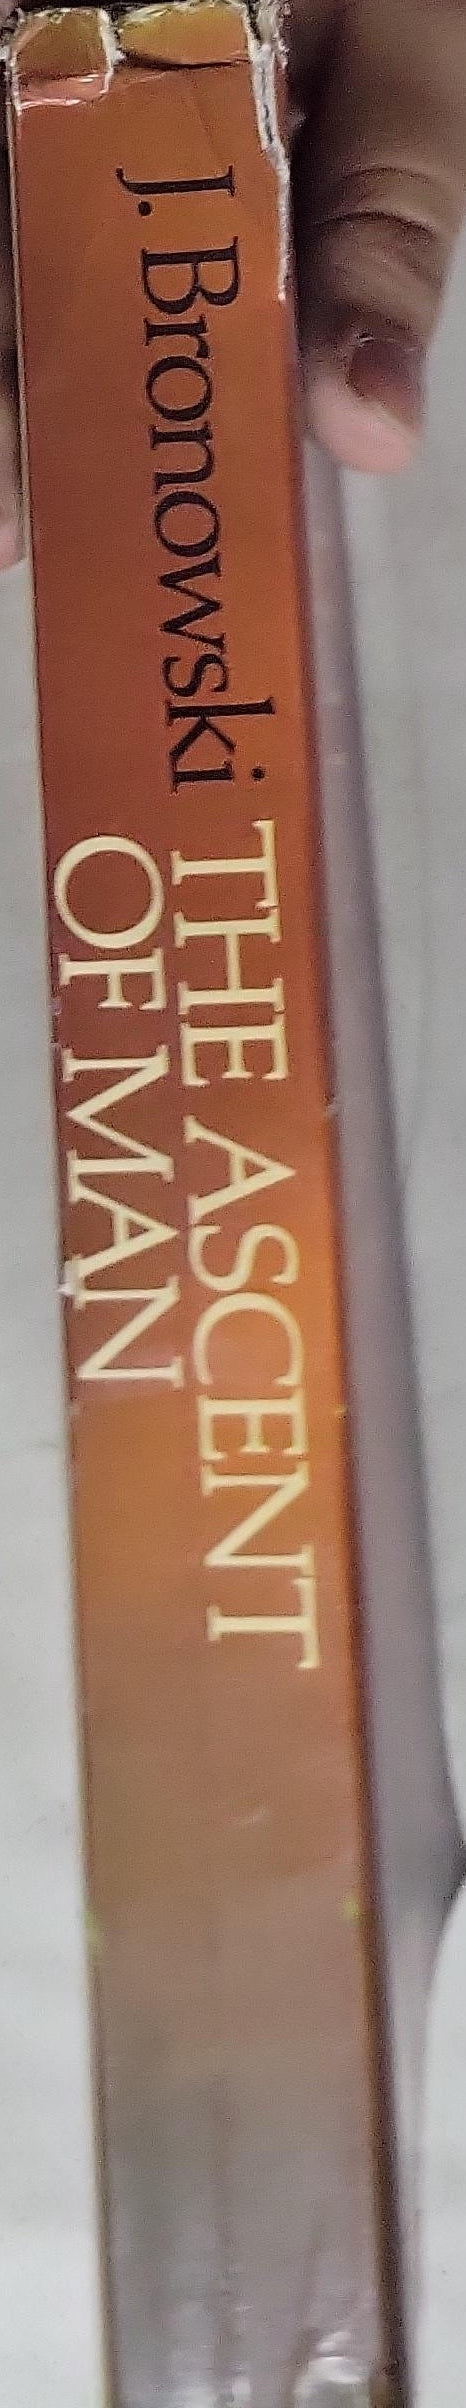 J. Bronowski
THE ASCENT
OF MAN